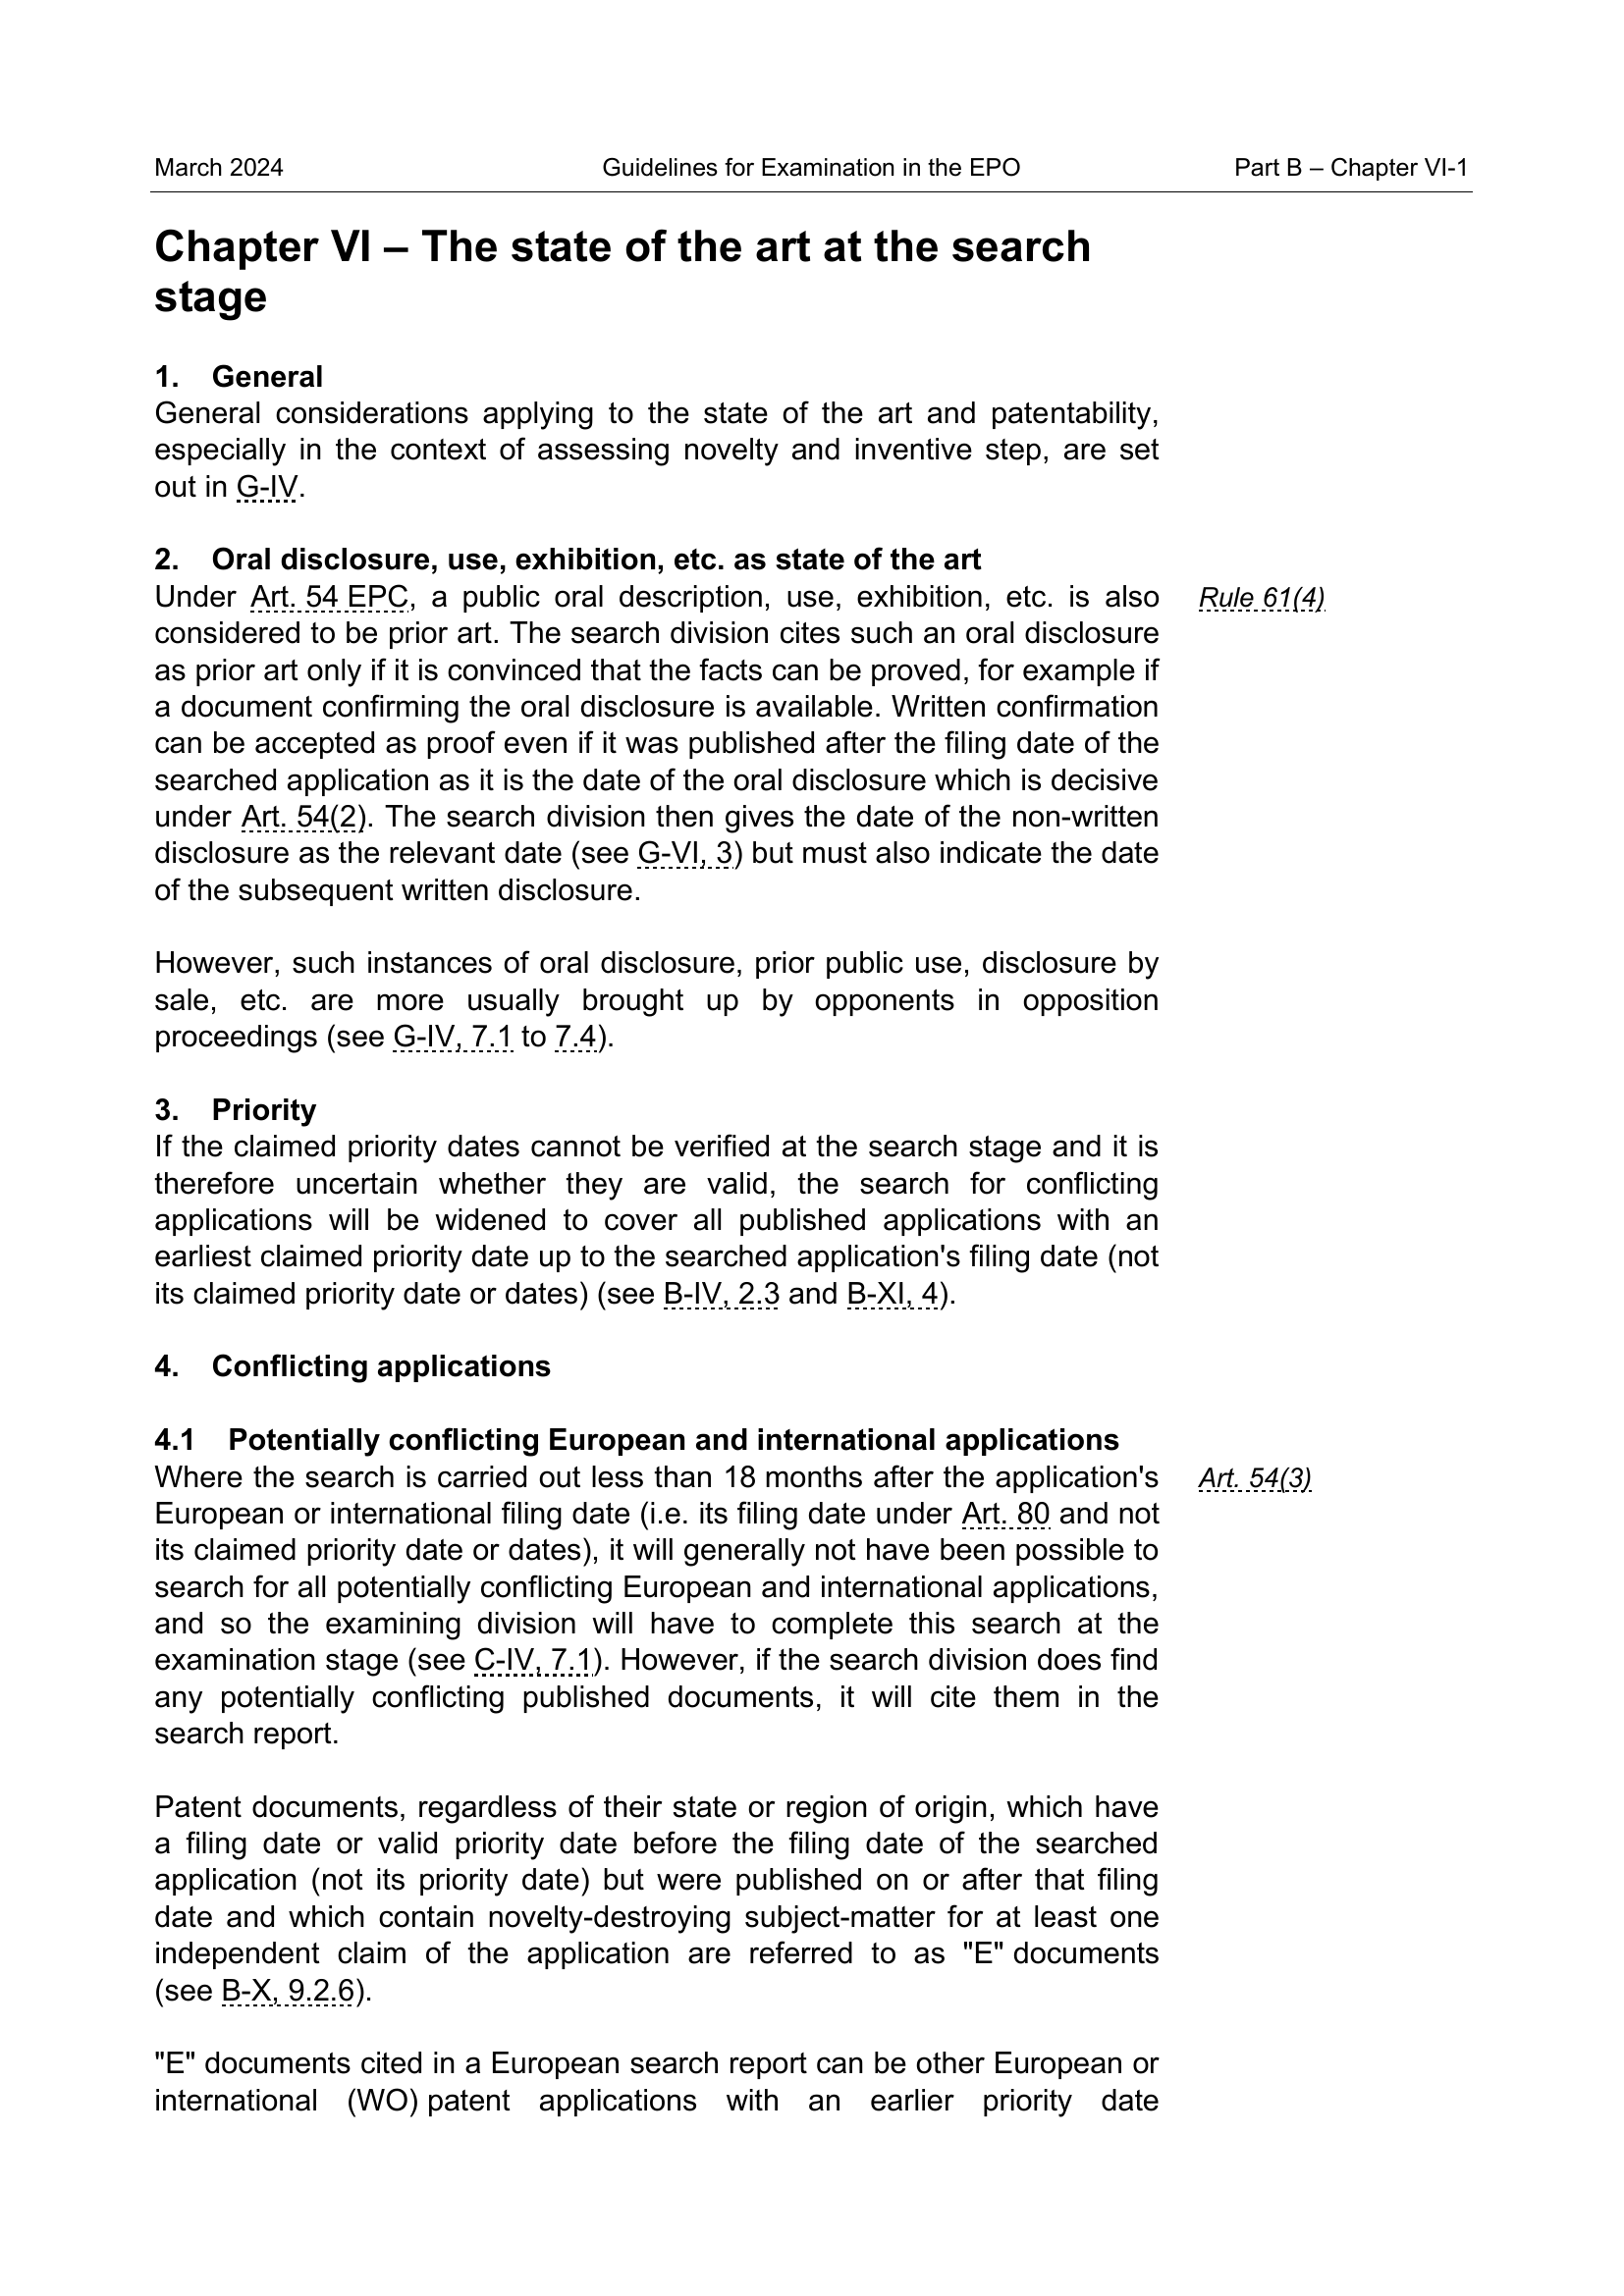 March 2024 Guidelines for Examination in the EPO Part B – Chapter VI-1
Chapter VI – The state of the art at the search
stage
1. General
General considerations applying to the state of the art and patentability,
especially in the context of assessing novelty and inventive step, are set
out in G-IV.
2. Oral disclosure, use, exhibition, etc. as state of the art
Under Art. 54 EPC, a public oral description, use, exhibition, etc. is also
Rule 61(4)
considered to be prior art. The search division cites such an oral disclosure
as prior art only if it is convinced that the facts can be proved, for example if
a document confirming the oral disclosure is available. Written confirmation
can be accepted as proof even if it was published after the filing date of the
searched application as it is the date of the oral disclosure which is decisive
under Art. 54(2). The search division then gives the date of the non-written
disclosure as the relevant date (see G-VI, 3) but must also indicate the date
of the subsequent written disclosure.
However, such instances of oral disclosure, prior public use, disclosure by
sale, etc. are more usually brought up by opponents in opposition
proceedings (see G-IV, 7.1 to 7.4).
3. Priority
If the claimed priority dates cannot be verified at the search stage and it is
therefore uncertain whether they are valid, the search for conflicting
applications will be widened to cover all published applications with an
earliest claimed priority date up to the searched application's filing date (not
its claimed priority date or dates) (see B-IV, 2.3 and B-XI, 4).
4. Conflicting applications
4.1 Potentially conflicting European and international applications
Where the search is carried out less than 18 months after the application's
Art. 54(3)
European or international filing date (i.e. its filing date under Art. 80 and not
its claimed priority date or dates), it will generally not have been possible to
search for all potentially conflicting European and international applications,
and so the examining division will have to complete this search at the
examination stage (see C-IV, 7.1). However, if the search division does find
any potentially conflicting published documents, it will cite them in the
search report.
Patent documents, regardless of their state or region of origin, which have
a filing date or valid priority date before the filing date of the searched
application (not its priority date) but were published on or after that filing
date and which contain novelty-destroying subject-matter for at least one
independent claim of the application are referred to as "E" documents
(see B-X, 9.2.6).
"E" documents cited in a European search report can be other European or
international (WO) patent applications with an earlier priority date